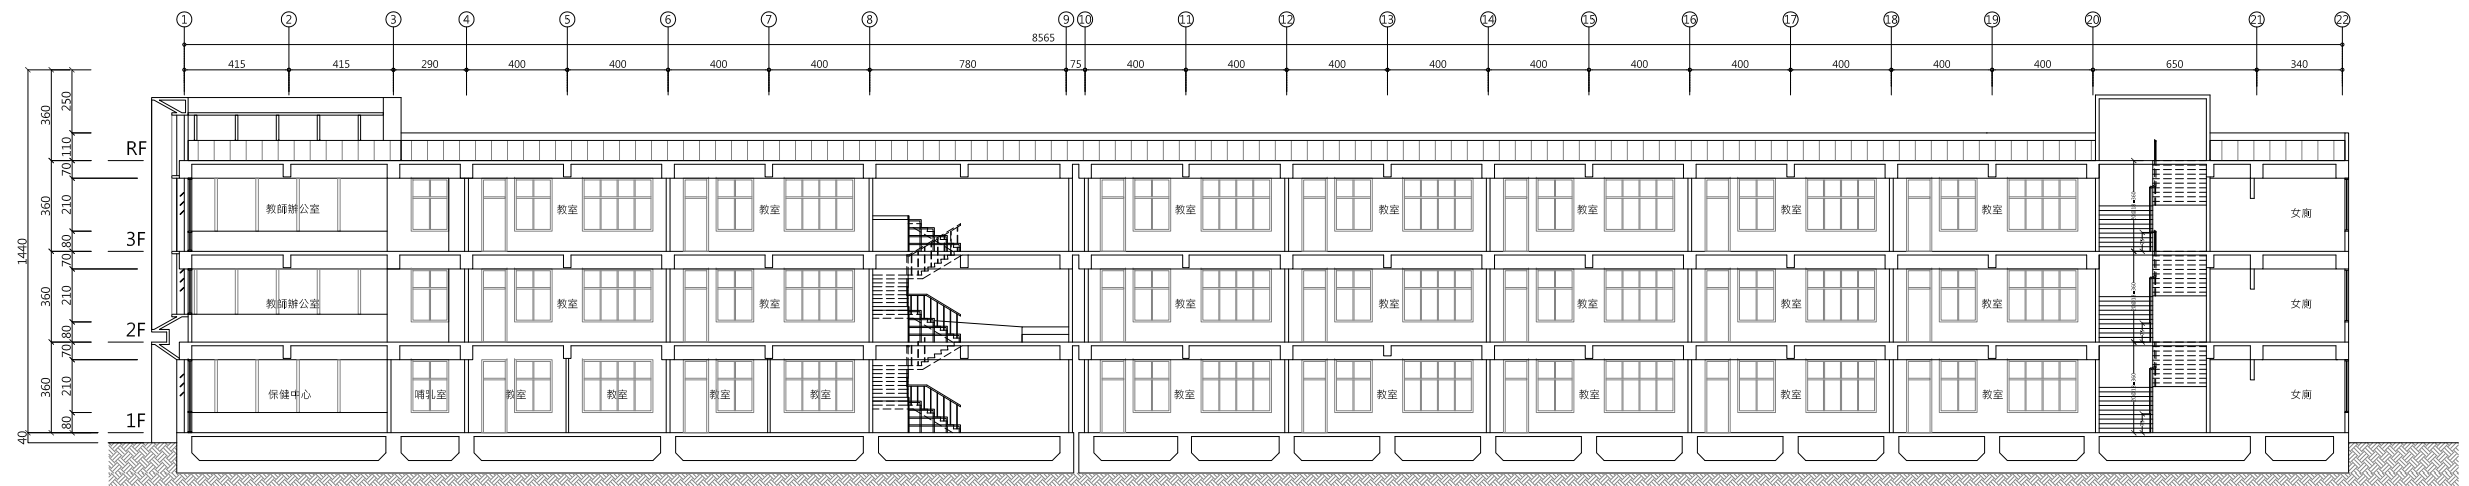 1 2 3 4 5 6 7 8 9 10 11 12 13 14 15 16 17 18 19 20 21 22
8565
415 415 290 400 400 400 400 780 75 400 400 400 400 400 400 400 400 400 400 650 340
360 250
110
RF
70
360 210 教師辦公室 教室 教室 教室 教室 教室 教室 教室 女廁
80 3F
1440
70
360 210 教師辦公室 教室 教室 教室 教室 教室 教室 教室 女廁
80 2F
70
360 210 保健中心 哺乳室 教室 教室 教室 教室 教室 教室 教室 教室 教室 女廁
80 1F
40